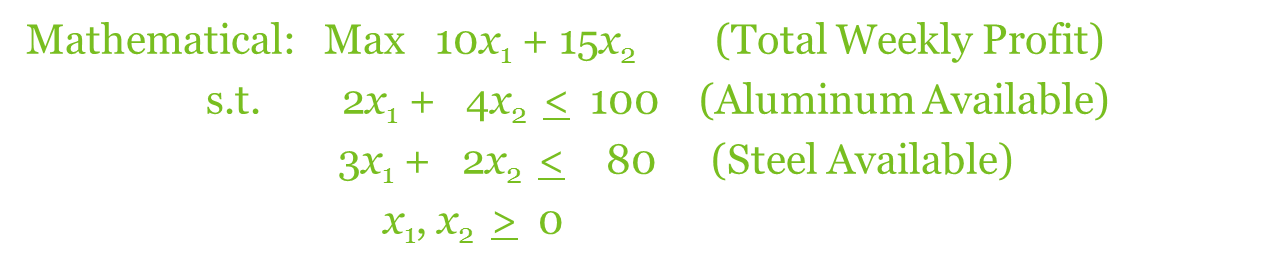 Mathematical: Max 10x₁ + 15x₂ (Total Weekly Profit)
s.t. 2x₁ + 4x₂ ≤ 100 (Aluminum Available)
3x₁ + 2x₂ ≤ 80 (Steel Available)
x₁, x₂ ≥ 0